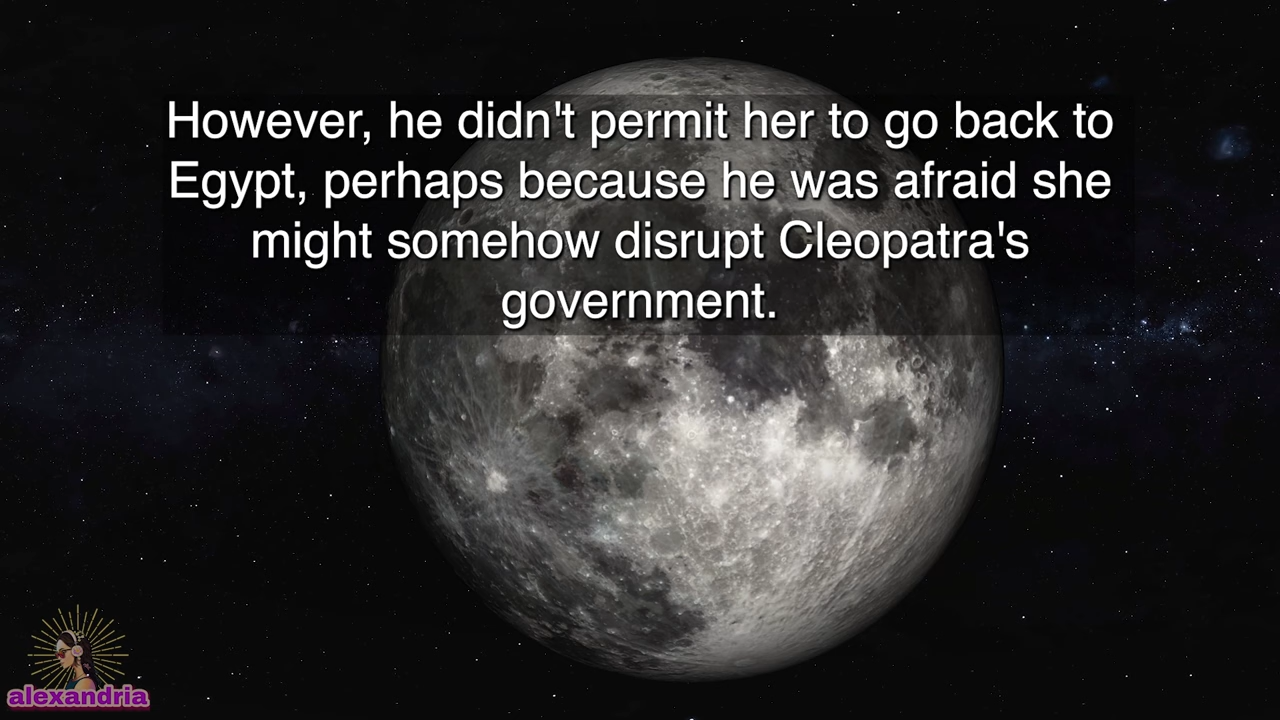 However, he didn't permit her to go back to
Egypt, perhaps because he was afraid she
might somehow disrupt Cleopatra's
government.
alexandria